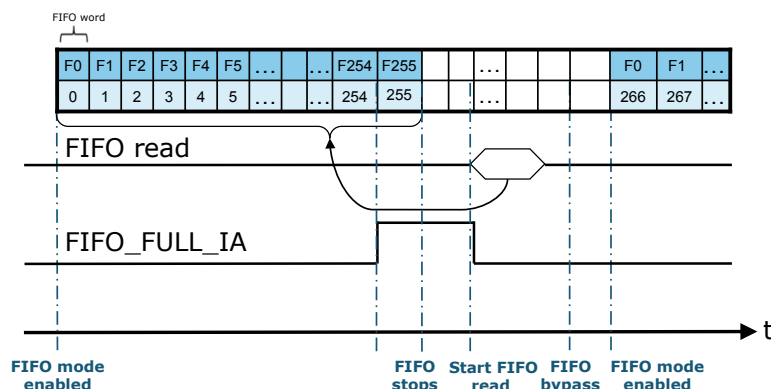 FIFO word
F0 F1 F2 F3 F4 F5 ... ... F254 F255 ... F0 F1 ...
0 1 2 3 4 5 ... ... 254 255 ... 266 267 ...
FIFO read
FIFO_FULL_IA
t
FIFO mode enabled
FIFO stops
Start FIFO read
FIFO bypass
FIFO mode enabled